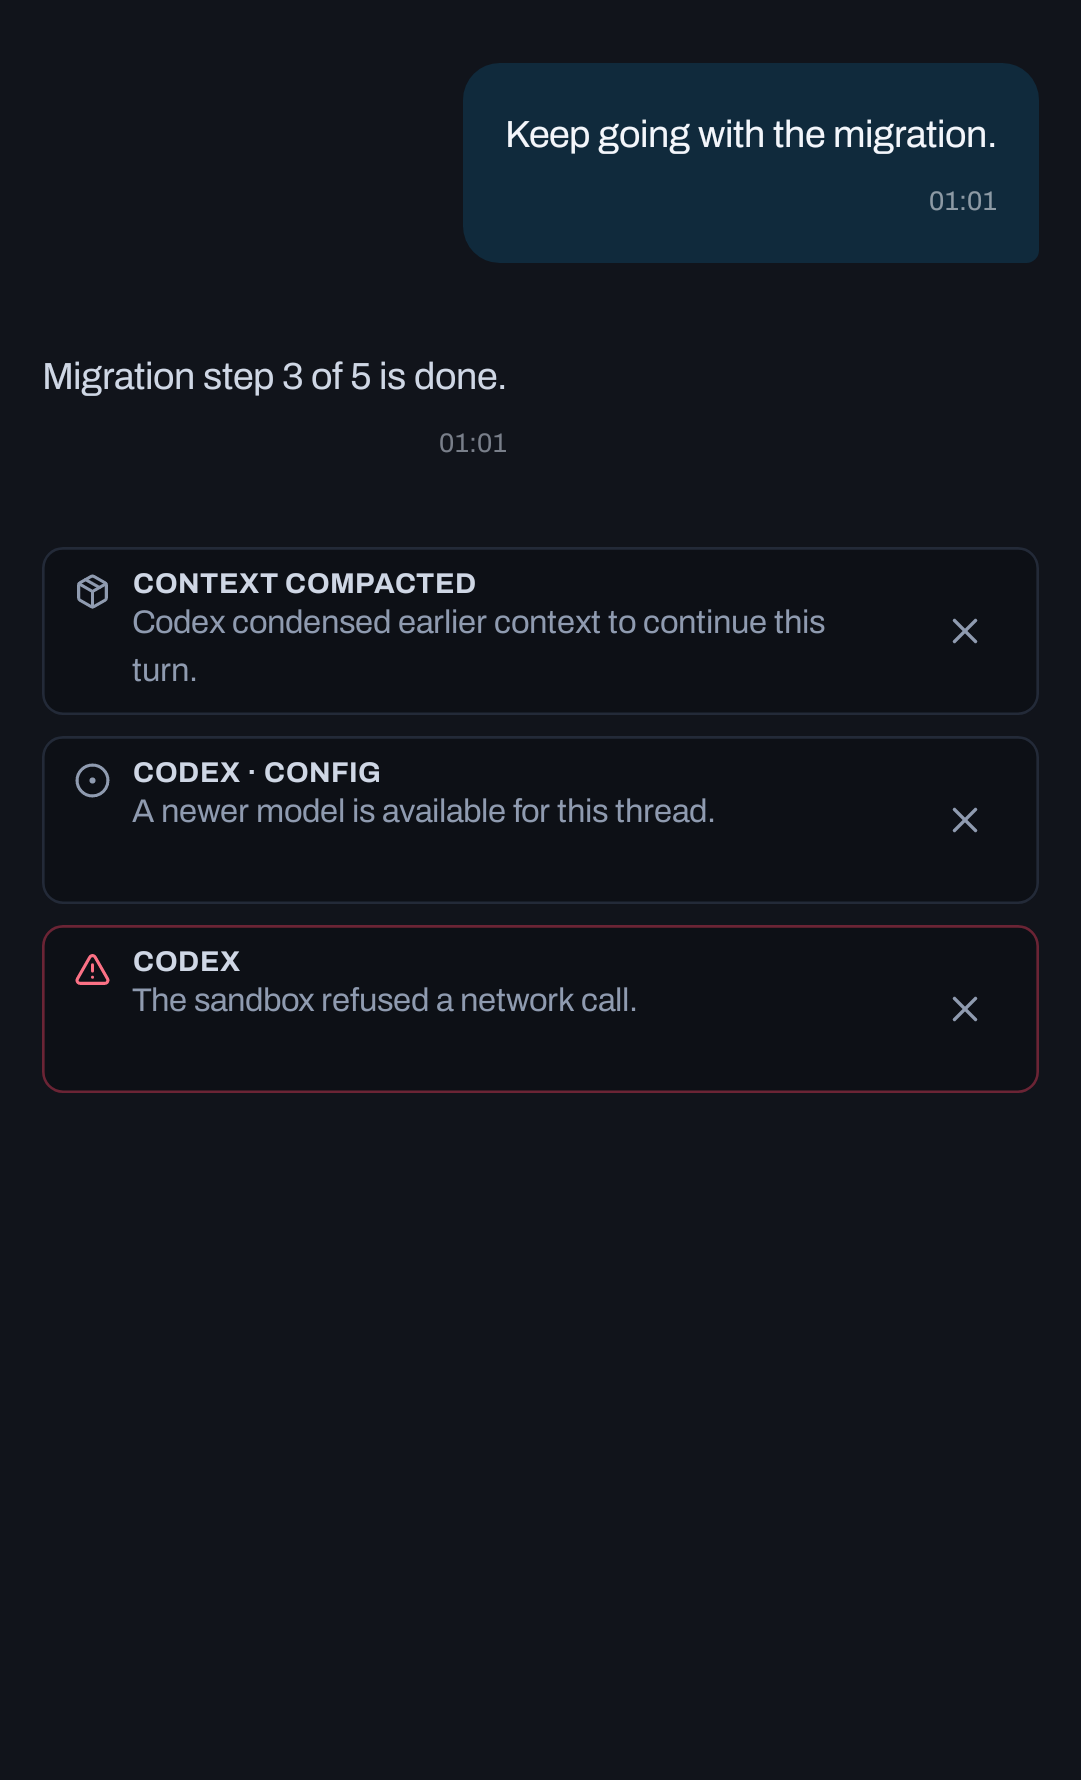 Keep going with the migration.
01:01
Migration step 3 of 5 is done.
01:01
CONTEXT COMPACTED
Codex condensed earlier context to continue this
turn.
CODEX · CONFIG
A newer model is available for this thread.
CODEX
The sandbox refused a network call.